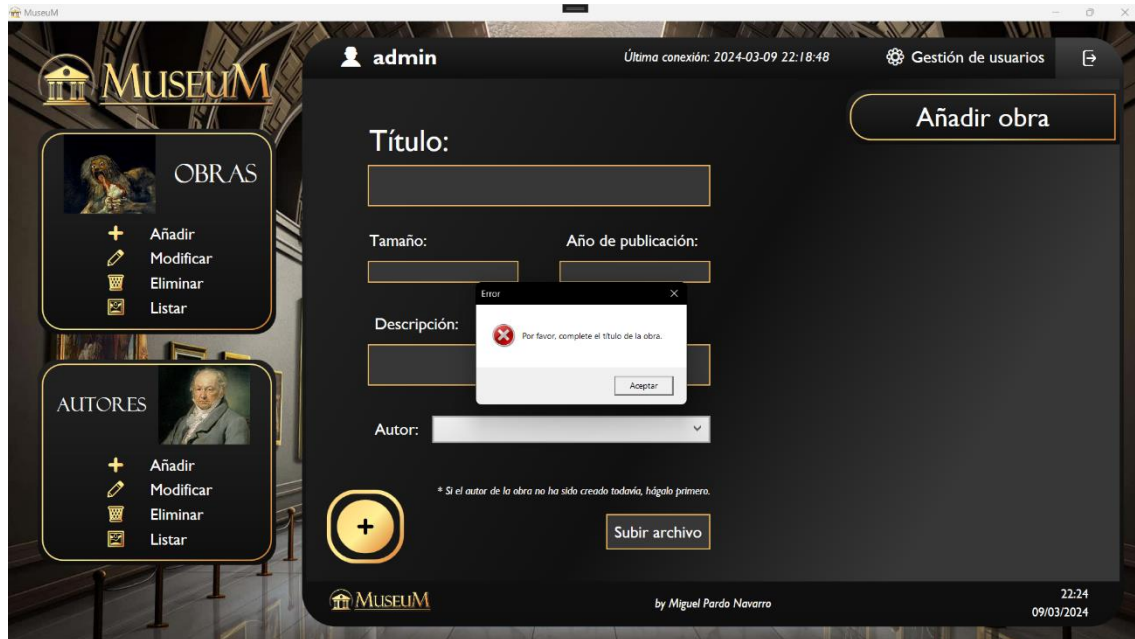 MuseuM
MUSEUM
admin
Última conexión: 2024-03-09 22:18:48
Gestión de usuarios
Añadir obra
OBRAS
Añadir
Modificar
Eliminar
Listar
AUTORES
Añadir
Modificar
Eliminar
Listar
Título:
Tamaño:
Año de publicación:
Descripción:
Error
Por favor, complete el título de la obra.
Aceptar
Autor:
* Si el autor de la obra no ha sido creado todavía, hágalo primero.
+
Subir archivo
MUSEUM
by Miguel Pardo Navarro
22:24
09/03/2024